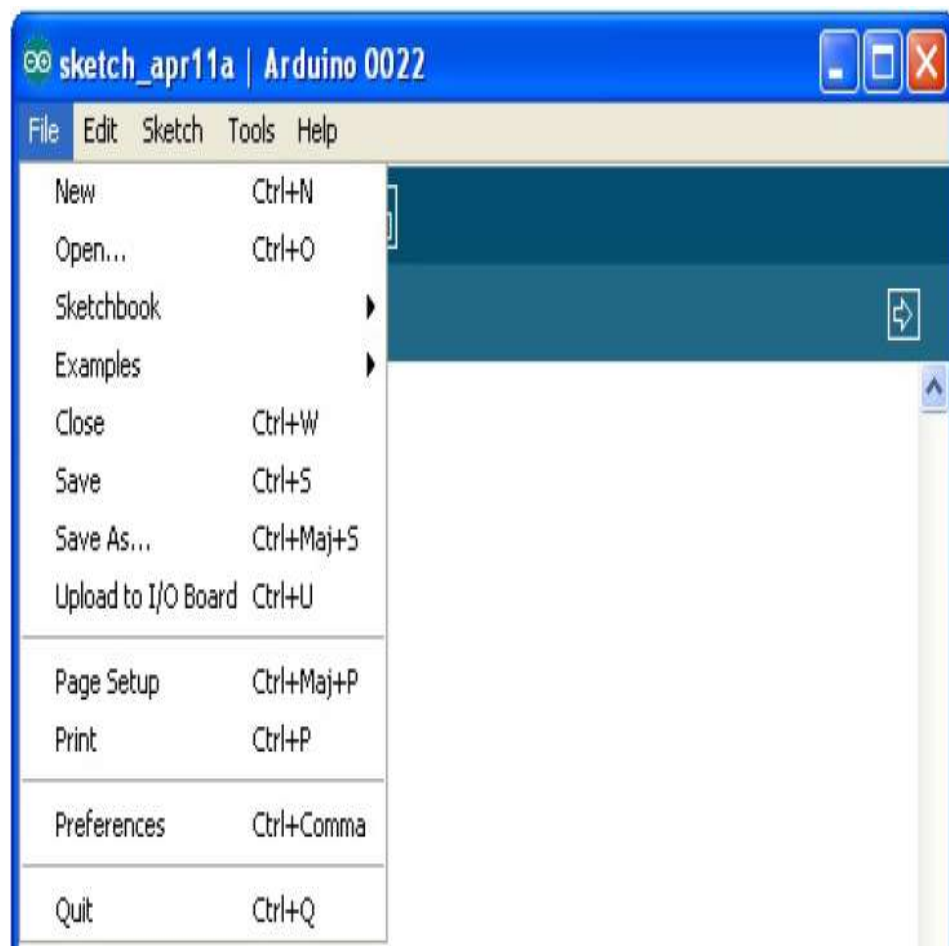 sketch_apr11a | Arduino 0022
File Edit Sketch Tools Help
New Ctrl+N
Open... Ctrl+O
Sketchbook
Examples
Close Ctrl+W
Save Ctrl+S
Save As... Ctrl+Maj+S
Upload to I/O Board Ctrl+U
Page Setup Ctrl+Maj+P
Print Ctrl+P
Preferences Ctrl+Comma
Quit Ctrl+Q